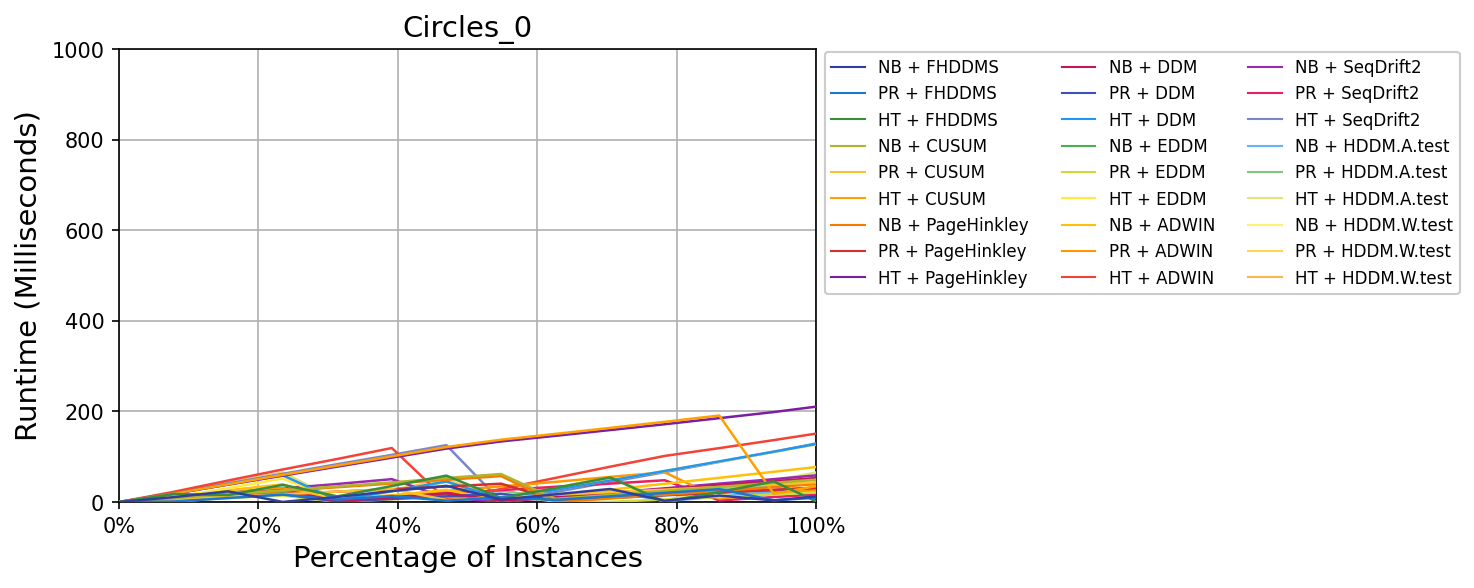 Circles_0
1000
800
600
400
200
0
Runtime (Milliseconds)
0% 20% 40% 60% 80% 100%
Percentage of Instances
NB + FHDDMS
PR + FHDDMS
HT + FHDDMS
NB + CUSUM
PR + CUSUM
HT + CUSUM
NB + PageHinkley
PR + PageHinkley
HT + PageHinkley
NB + DDM
PR + DDM
HT + DDM
NB + EDDM
PR + EDDM
HT + EDDM
NB + ADWIN
PR + ADWIN
HT + ADWIN
NB + SeqDrift2
PR + SeqDrift2
HT + SeqDrift2
NB + HDDM.A.test
PR + HDDM.A.test
HT + HDDM.A.test
NB + HDDM.W.test
PR + HDDM.W.test
HT + HDDM.W.test